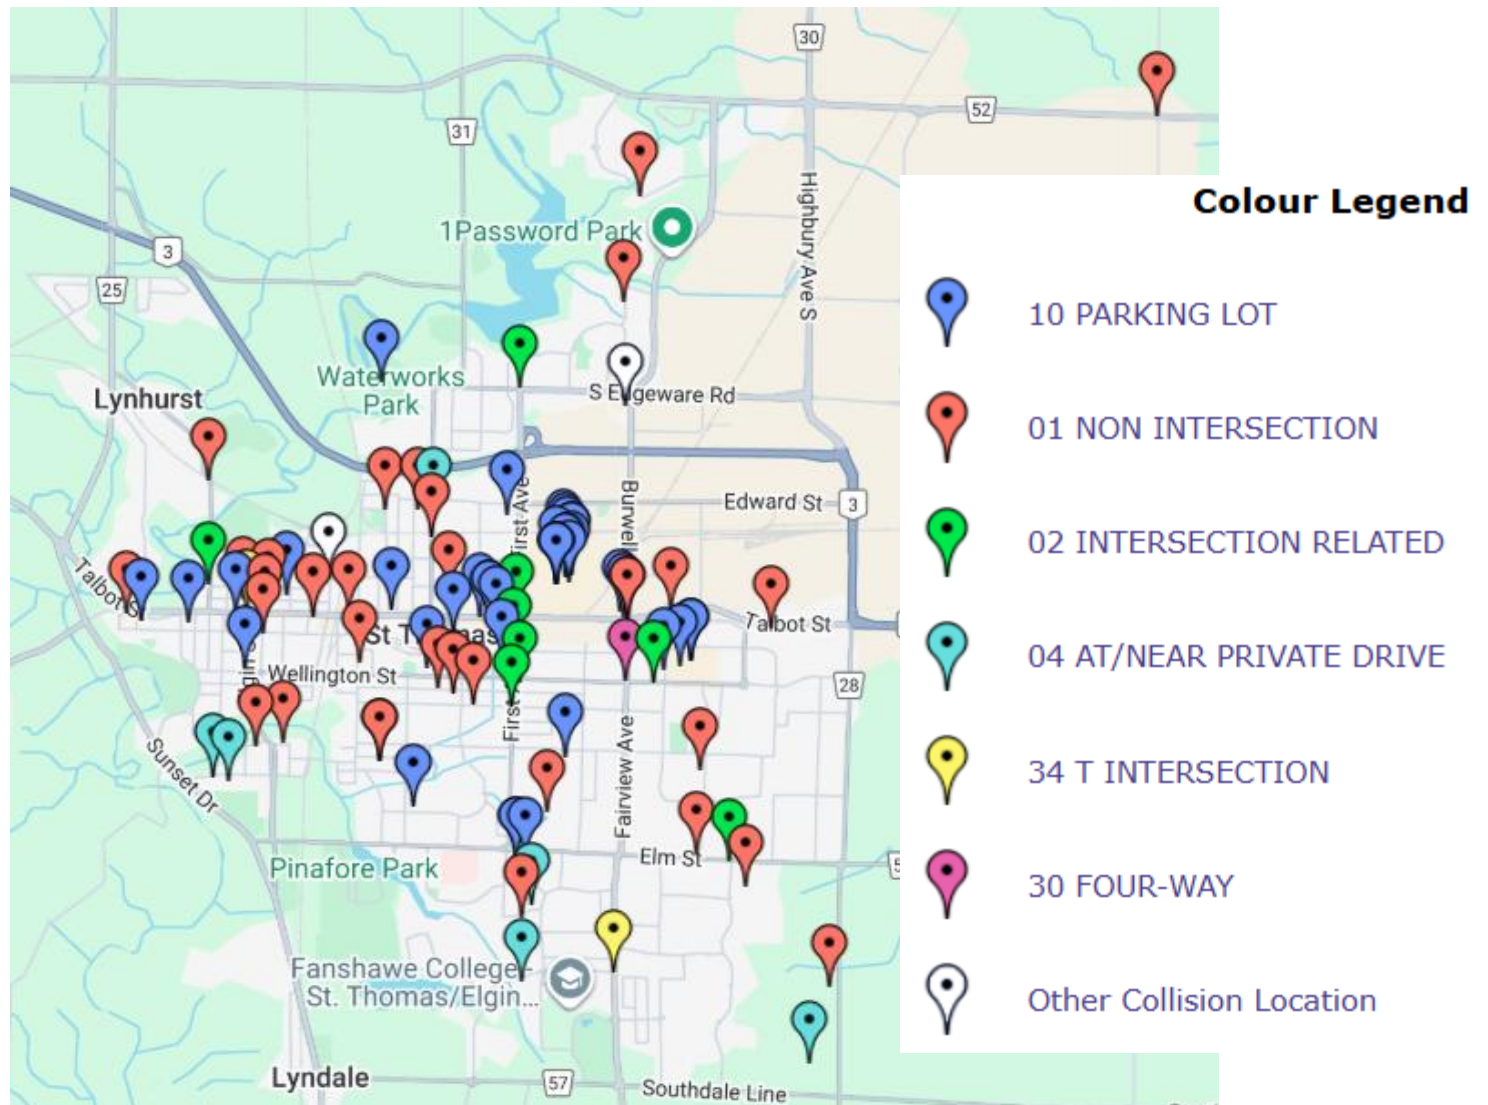 30
52
31
Highbury Ave S
1Password Park
3
25
Waterworks
Park
Lynhurst
S Edgeware Rd
First Ave
Burwell
Edward St
3
Talbot
St Thomas
Talbot St
Wellington St
28
First
Fairview Ave
Sunset Dr
Elm St
Pinafore Park
Fanshawe College-
St. Thomas/Elgin...
Lyndale
57
Southdale Line
Colour Legend
10 PARKING LOT
01 NON INTERSECTION
02 INTERSECTION RELATED
04 AT/NEAR PRIVATE DRIVE
34 T INTERSECTION
30 FOUR-WAY
Other Collision Location